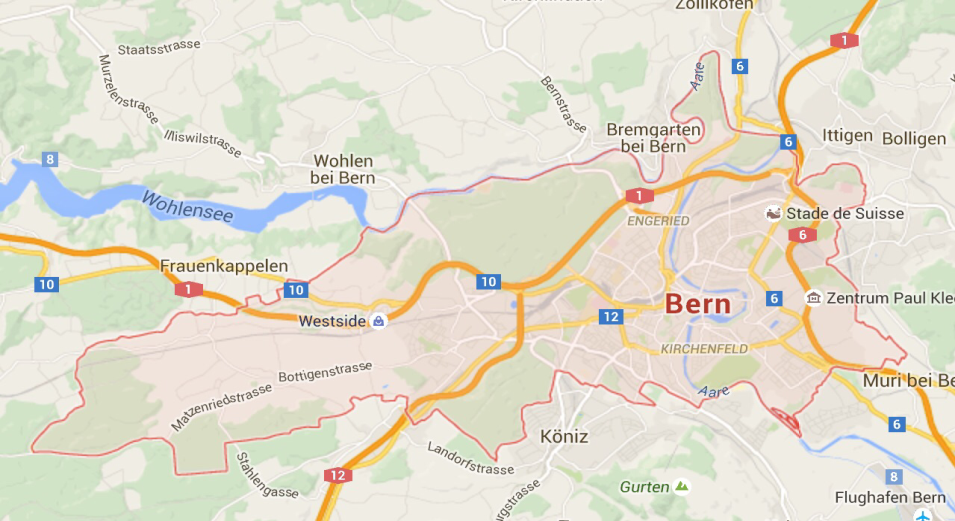 Zollikofen
Staatsstrasse
1
Aare
6
Murzelenstrasse
Bernstrasse
Bremgarten
bei Bern
Illiswilstrasse
Ittigen
Bolligen
6
8
Wohlen
bei Bern
1
Wohlensee
ENGERIED
Stade de Suisse
6
Frauenkappelen
10
1
10
10
Westside
12
Bern
6
Zentrum Paul Klee
KIRCHENFELD
Bottigenstrasse
Matzenriedstrasse
Aare
Muri bei Be
6
Köniz
Landorfstrasse
Stahlengasse
12
8
Gurten
Flughafen Bern